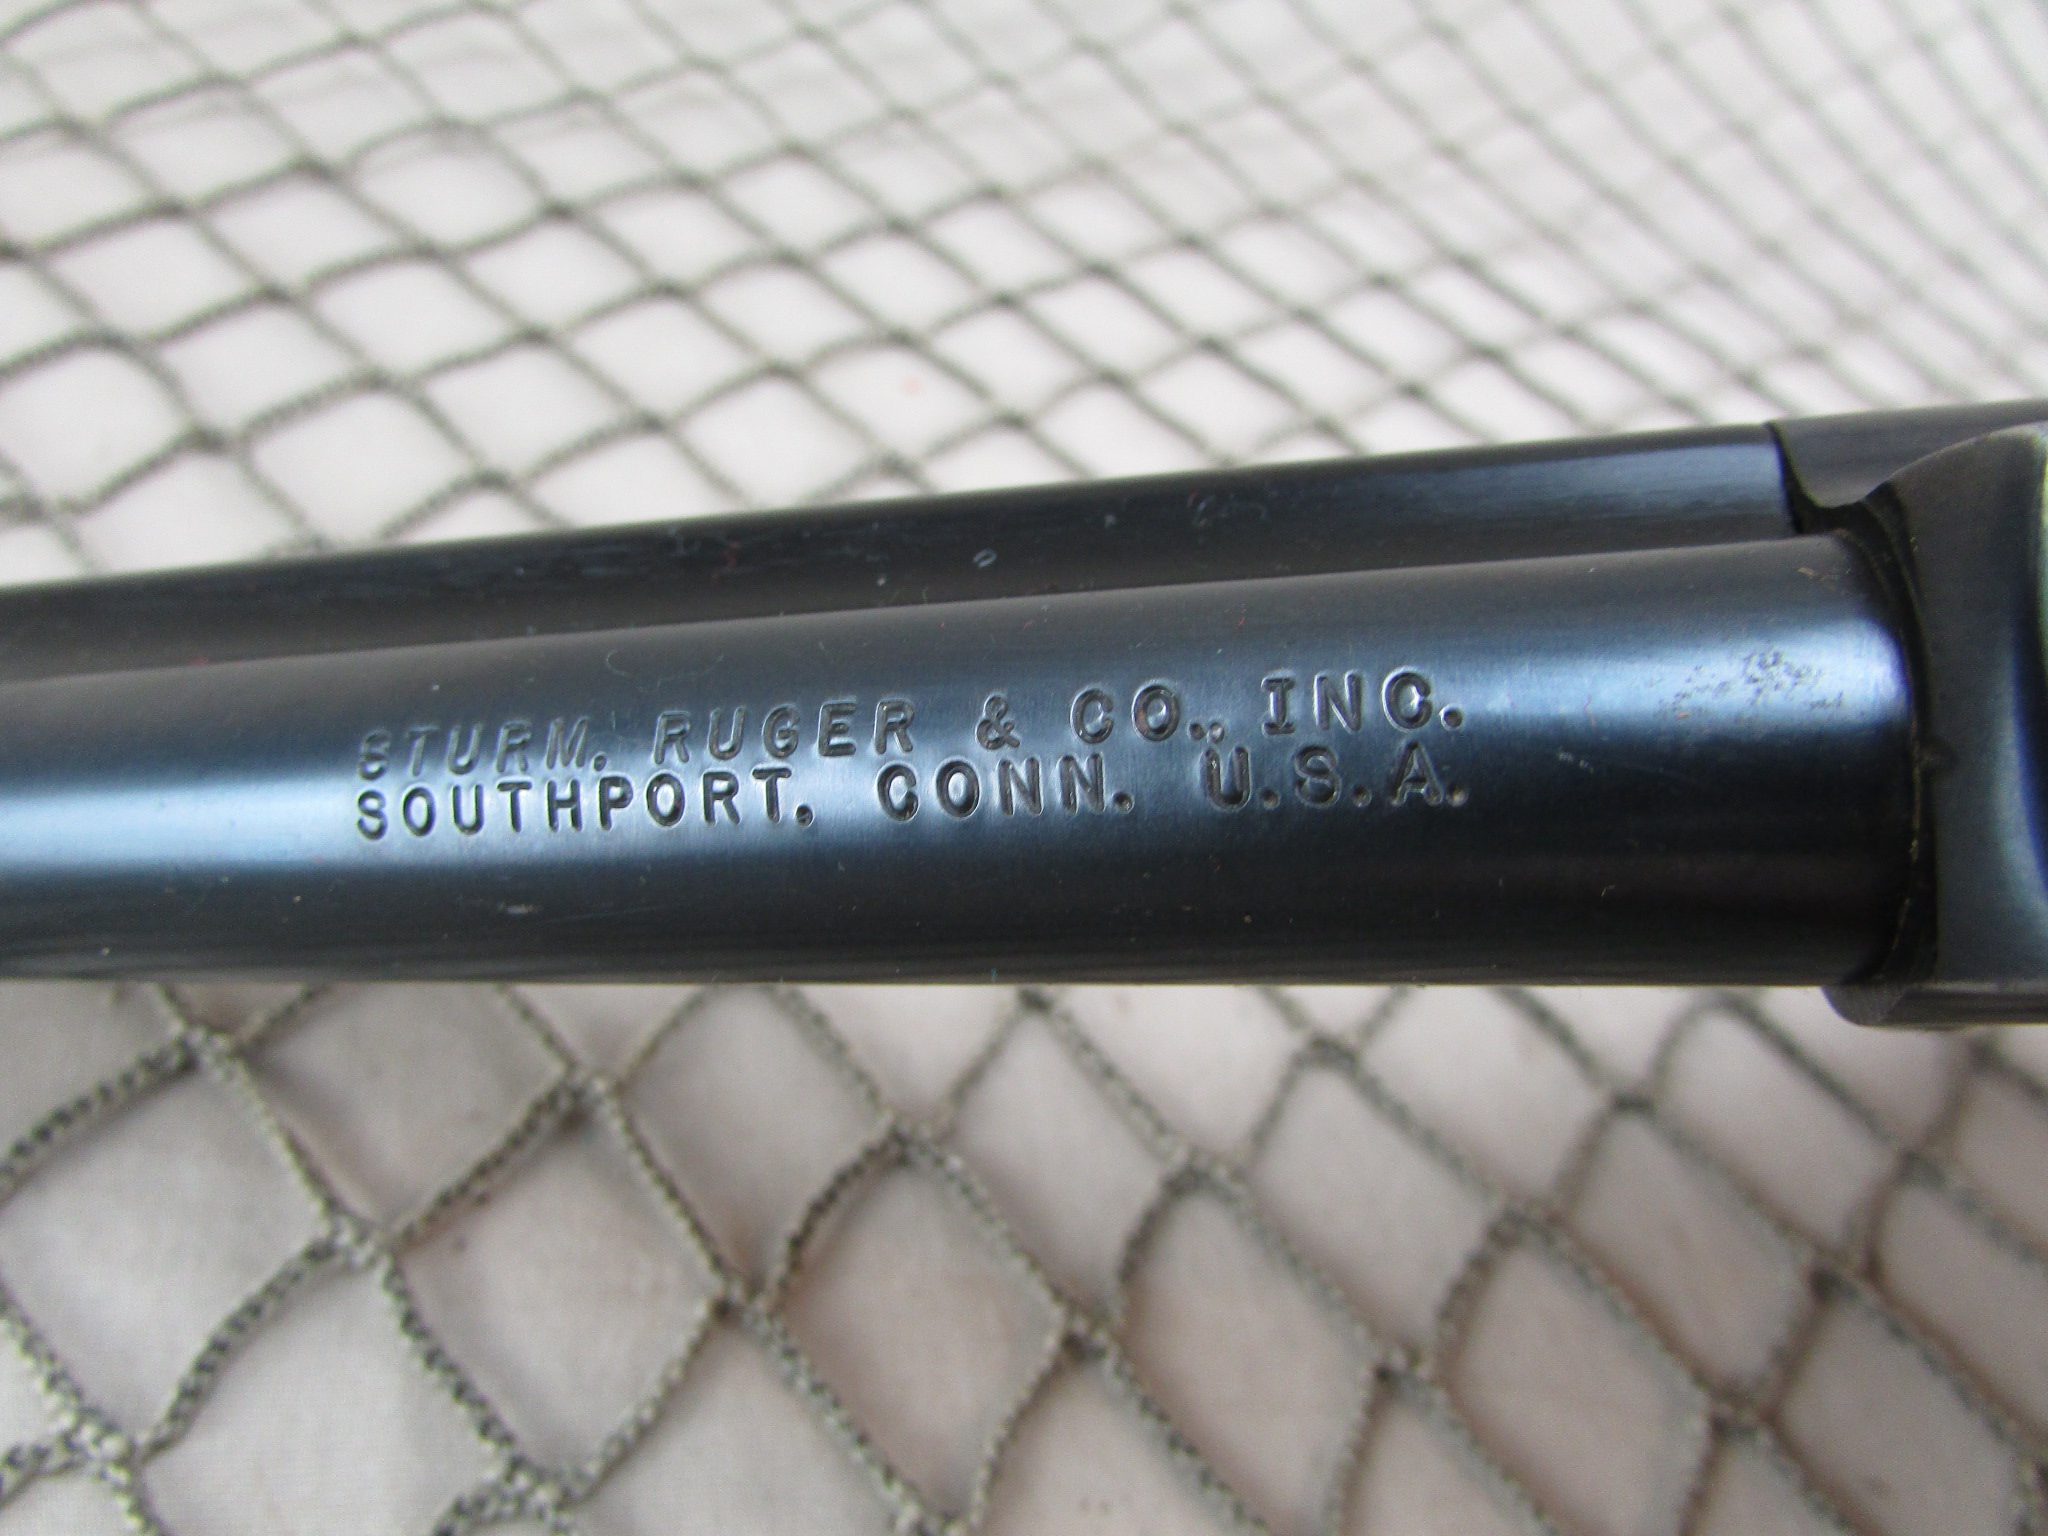 STURM. RUGER & CO., INC.
SOUTHPORT. CONN. U.S.A.